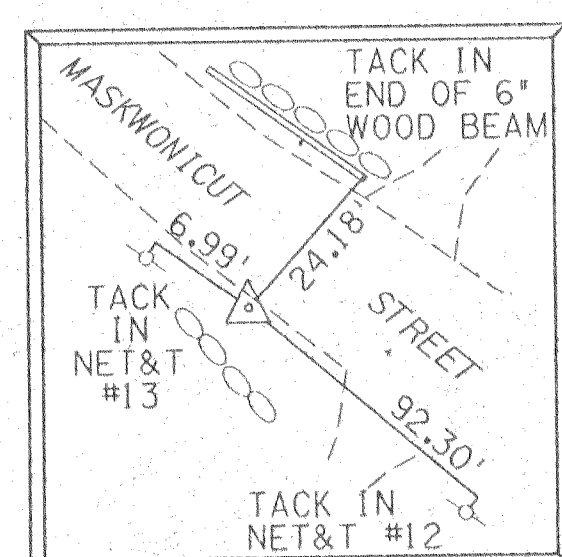 MASKWONICUT
TACK IN
END OF 6"
WOOD BEAM
6.99'
24.18'
TACK
IN
NET&T
#13
STREET
92.30'
TACK IN
NET&T #12